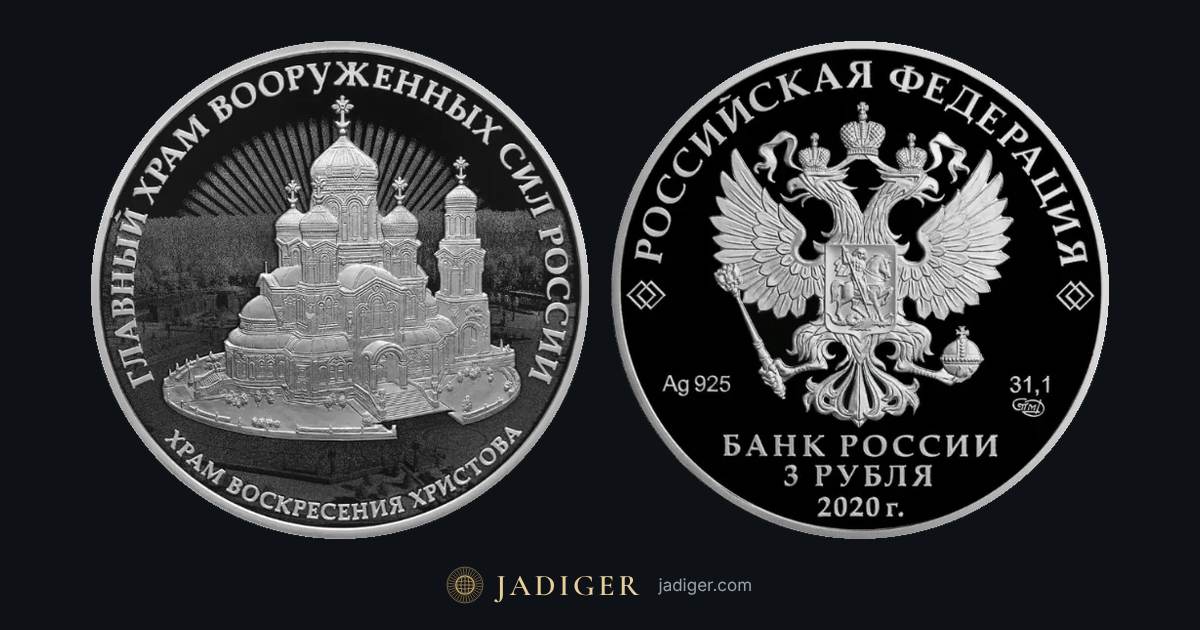 ГЛАВНЫЙ ХРАМ ВООРУЖЕННЫХ СИЛ РОССИИ
ХРАМ ВОСКРЕСЕНИЯ ХРИСТОВА
РОССИЙСКАЯ ФЕДЕРАЦИЯ
Ag 925
31,1
БАНК РОССИИ
3 РУБЛЯ
2020 г.
JADIGER jadiger.com